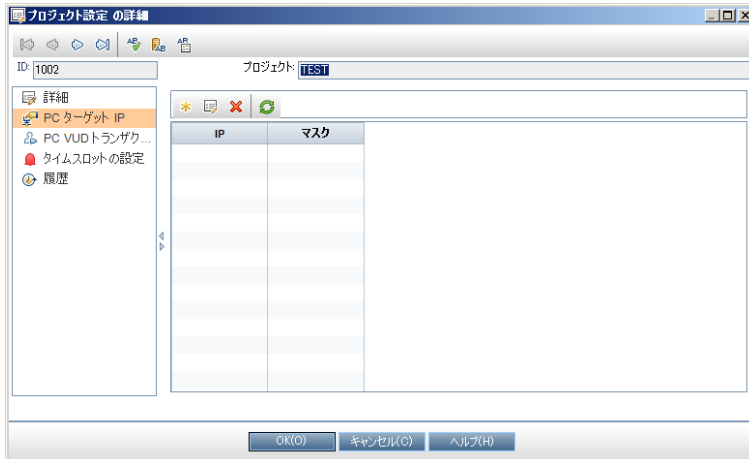 プロジェクト設定 の詳細
ID: 1002 プロジェクト: TEST
詳細
PC ターゲット IP
PC VUDトランザク...
タイムスロットの設定
履歴
IP マスク
OK(O) キャンセル(C) ヘルプ(H)